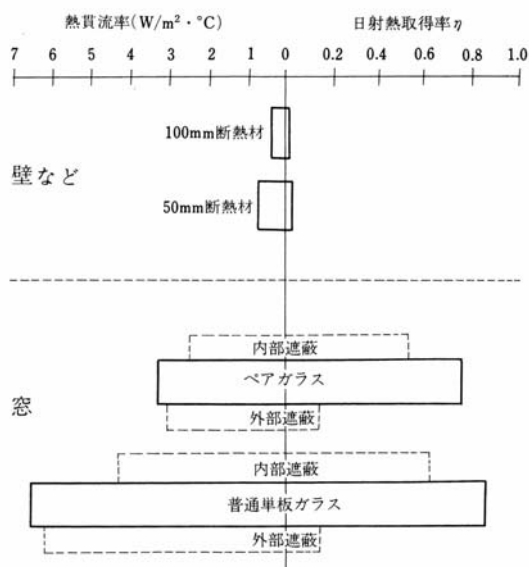 熱貫流率(W/m²・°C) 日射熱取得率η
7 6 5 4 3 2 1 0 0.2 0.4 0.6 0.8 1.0
100mm断熱材
壁など
50mm断熱材
内部遮蔽
ペアガラス
窓
外部遮蔽
内部遮蔽
普通単板ガラス
外部遮蔽